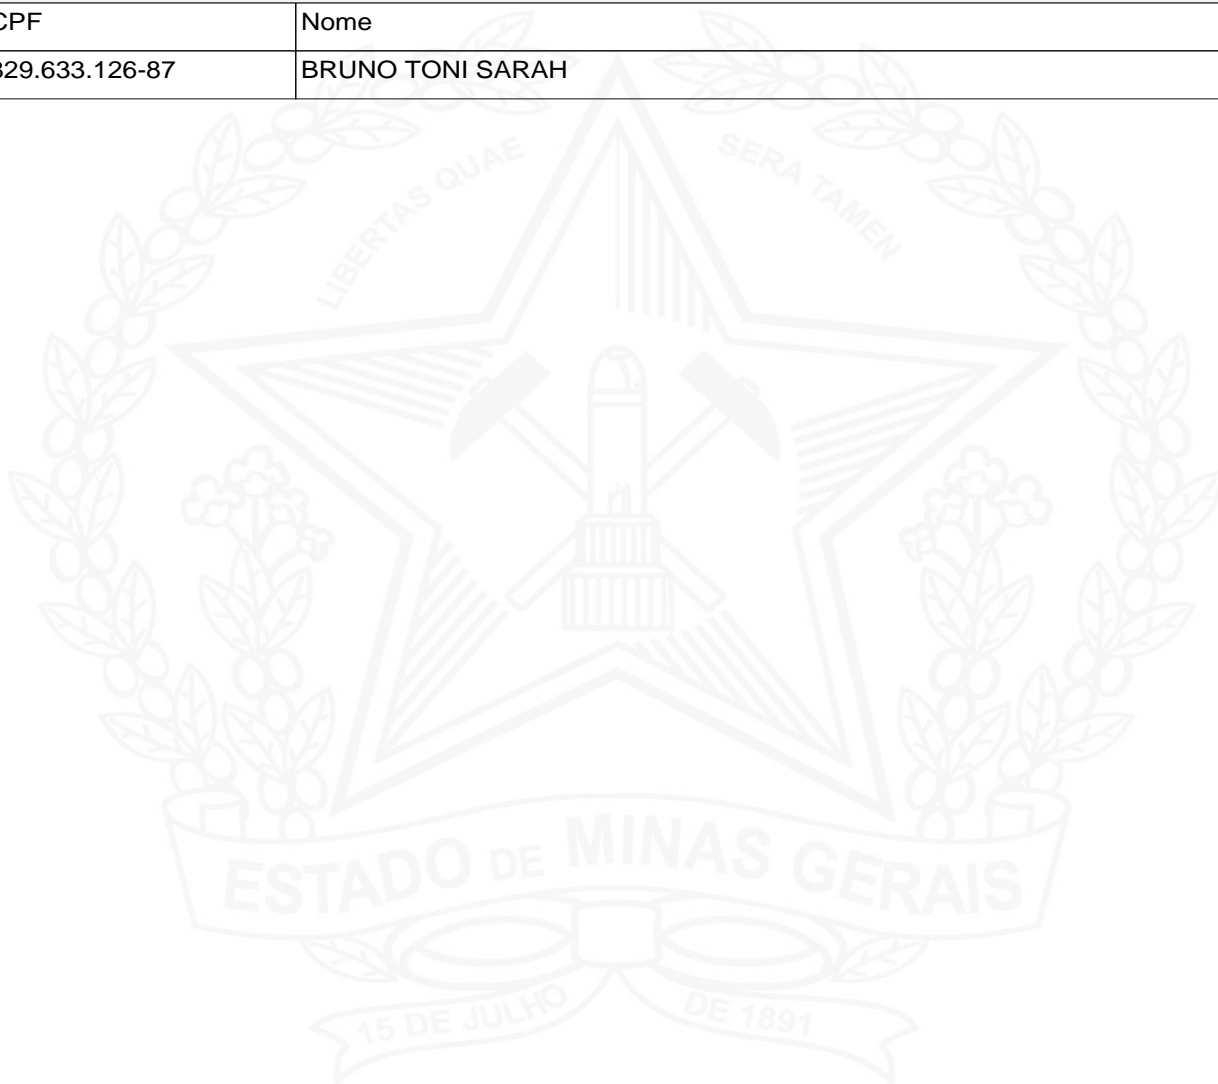 CPF Nome
829.633.126-87 BRUNO TONI SARAH
LIBERTAS QUAE SERA TAMEN
ESTADO DE MINAS GERAIS
15 DE JULHO DE 1891